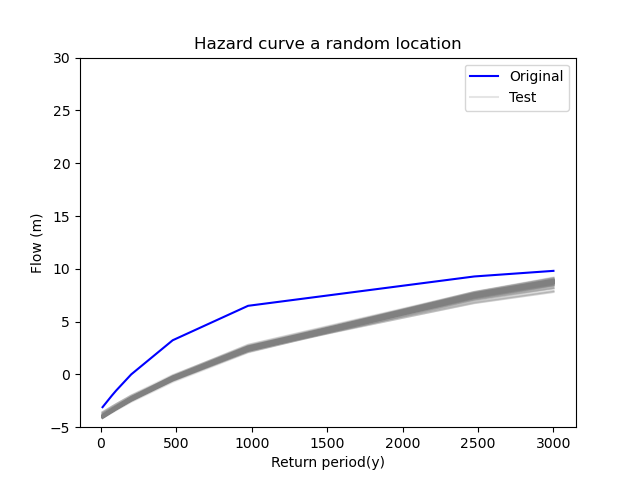 Hazard curve a random location
Original
Test
30
25
20
15
10
5
0
−5
Flow (m)
0 500 1000 1500 2000 2500 3000
Return period(y)